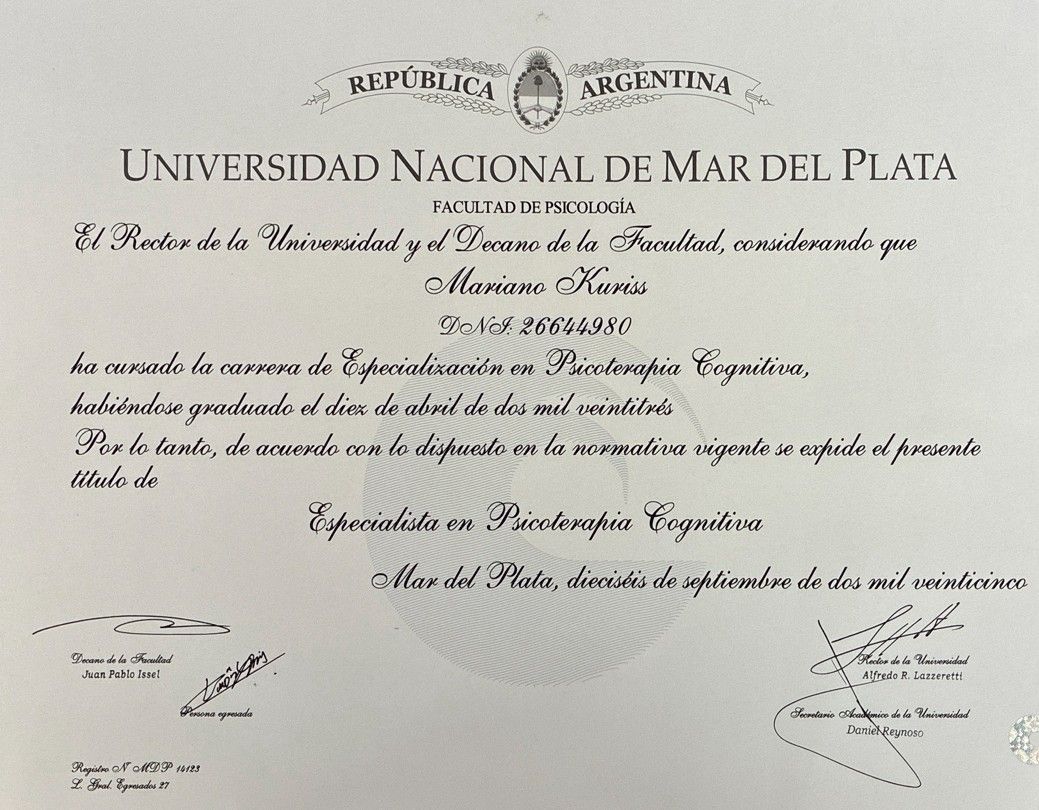 REPÚBLICA ARGENTINA
UNIVERSIDAD NACIONAL DE MAR DEL PLATA
FACULTAD DE PSICOLOGÍA
El Rector de la Universidad y el Decano de la Facultad, considerando que
Mariano Kuriss
DNI: 26644980
ha cursado la carrera de Especialización en Psicoterapia Cognitiva,
habiéndose graduado el diez de abril de dos mil veintitrés
Por lo tanto, de acuerdo con lo dispuesto en la normativa vigente se expide el presente
título de
Especialista en Psicoterapia Cognitiva
Mar del Plata, dieciséis de septiembre de dos mil veinticinco
Decano de la Facultad
Juan Pablo Issel
Persona egresada
Rector de la Universidad
Alfredo R. Lazzeretti
Secretario Académico de la Universidad
Daniel Reynoso
Registro Nº MDP 14123
L. Gral. Egresados 27